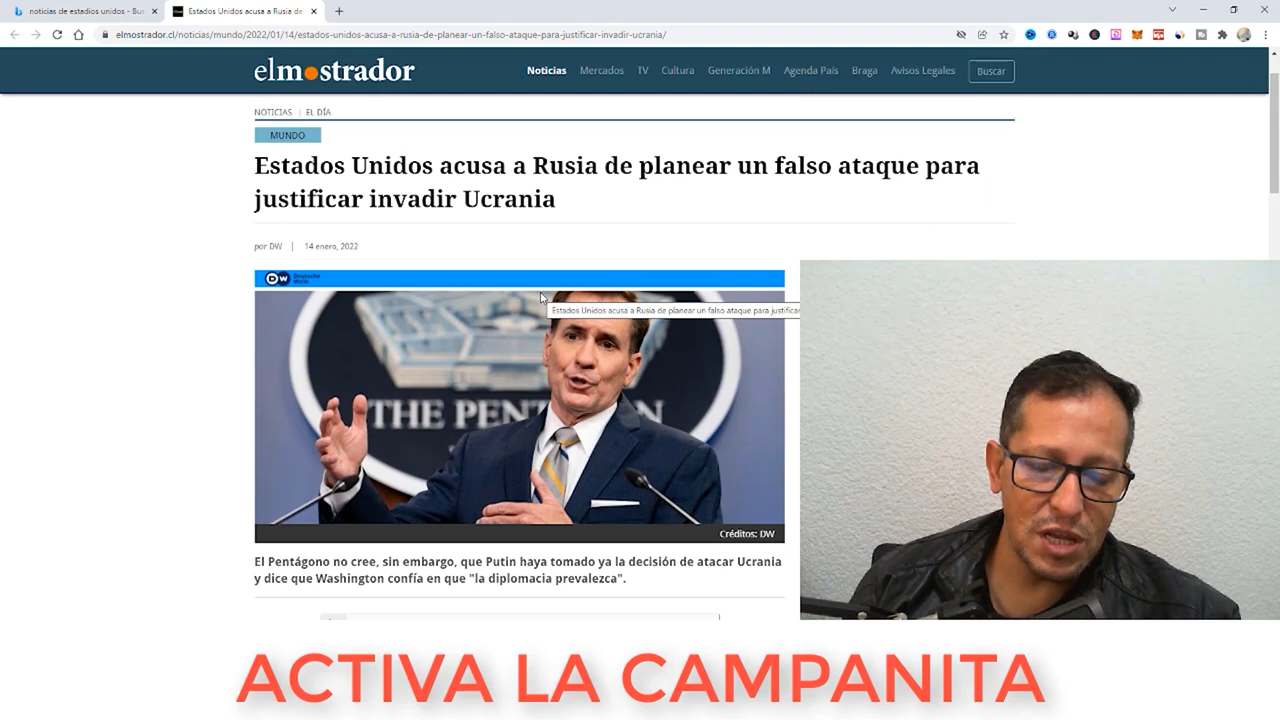 noticias de estadios unidos - Bus
Estados Unidos acusa a Rusia de
elmostrador.cl/noticias/mundo/2022/01/14/estados-unidos-acusa-a-rusia-de-planear-un-falso-ataque-para-justificar-invadir-ucrania/
elmostrador
Noticias Mercados TV Cultura Generación M Agenda País Braga Avisos Legales Buscar
NOTICIAS | EL DÍA
MUNDO
Estados Unidos acusa a Rusia de planear un falso ataque para
justificar invadir Ucrania
por DW | 14 enero, 2022
DW Deutsche
Welle
Estados Unidos acusa a Rusia de planear un falso ataque para justificar
THE PENTAGON
Créditos: DW
El Pentágono no cree, sin embargo, que Putin haya tomado ya la decisión de atacar Ucrania
y dice que Washington confía en que "la diplomacia prevalezca".
ACTIVA LA CAMPANITA